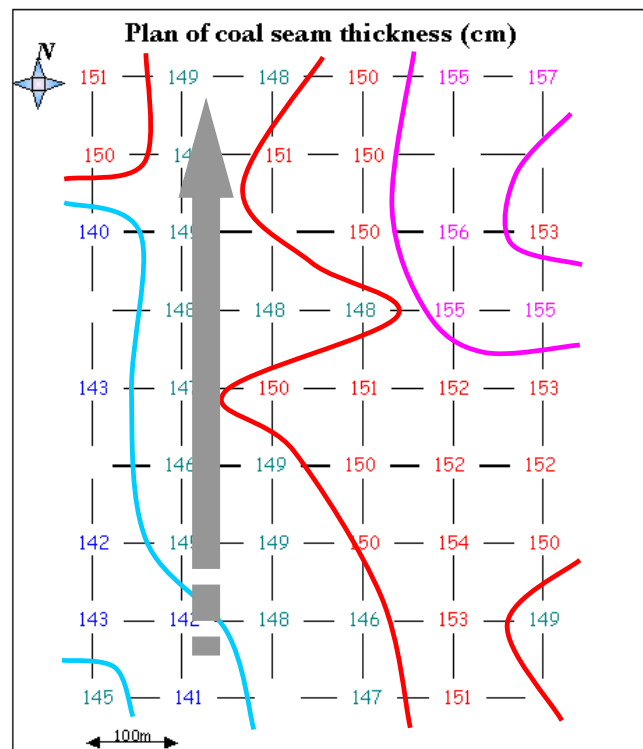 Plan of coal seam thickness (cm)
N
151 149 148 150 155 157
150 151 150
140 150 156 153
148 148 148 155 155
143 147 150 151 152 153
146 149 150 152 152
142 149 150 154 150
143 142 148 146 153 149
145 141 147 151
100m